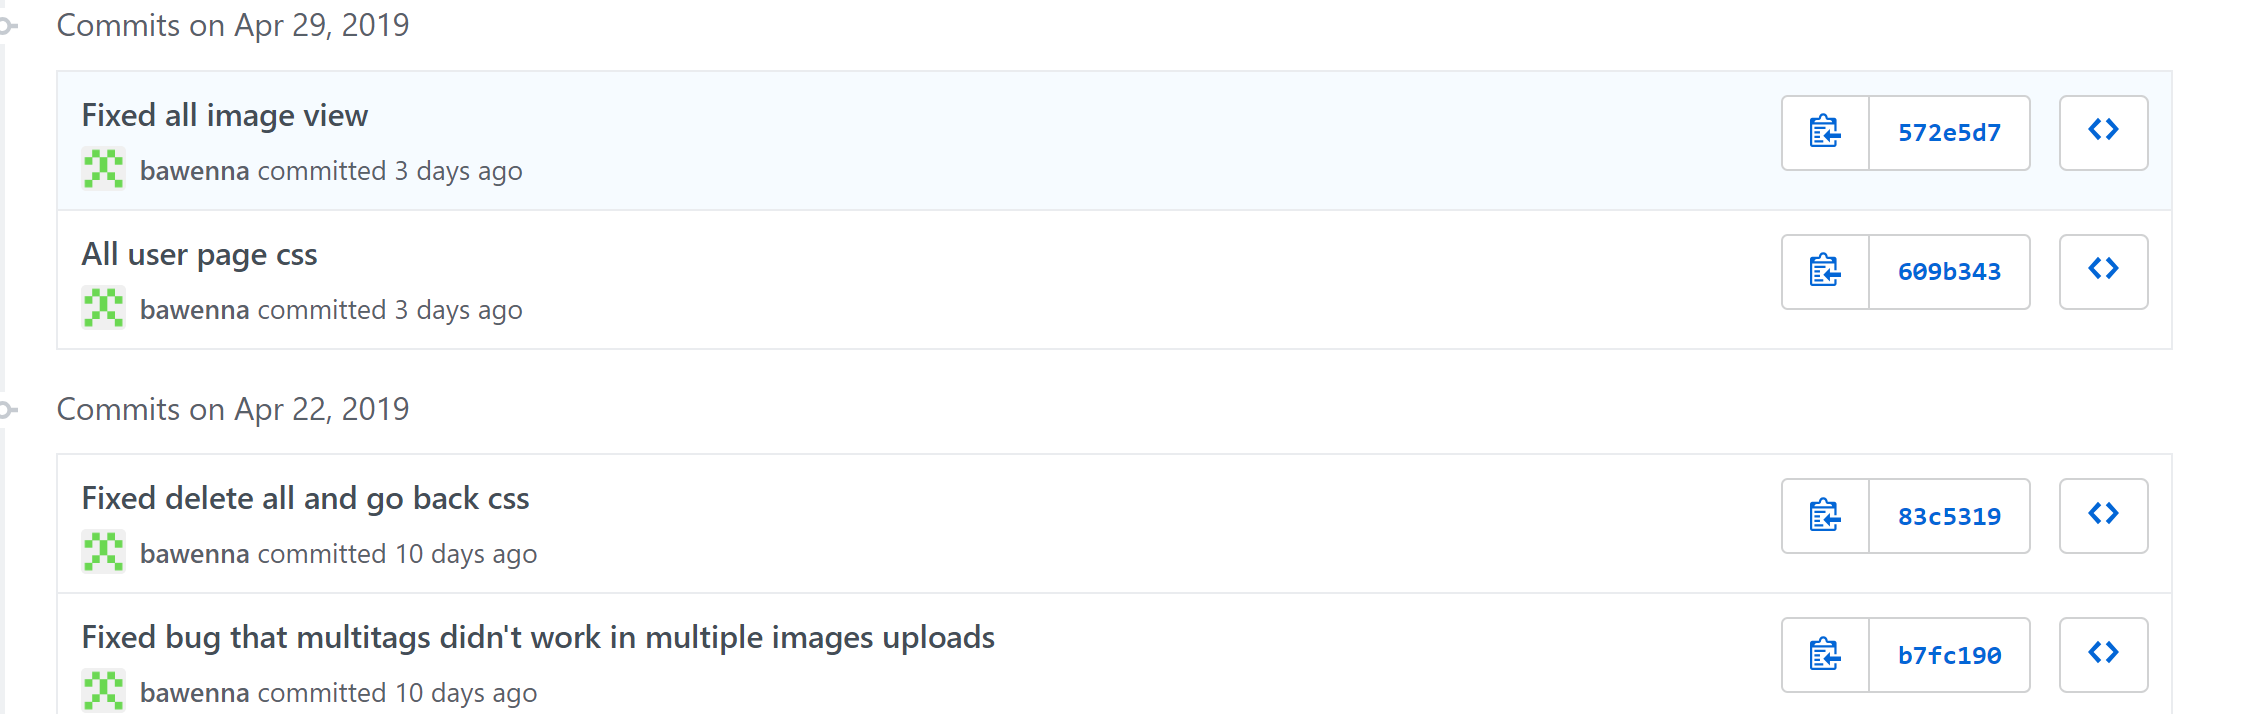 Commits on Apr 29, 2019
Fixed all image view
bawenna committed 3 days ago
572e5d7
All user page css
bawenna committed 3 days ago
609b343
Commits on Apr 22, 2019
Fixed delete all and go back css
bawenna committed 10 days ago
83c5319
Fixed bug that multitags didn't work in multiple images uploads
bawenna committed 10 days ago
b7fc190